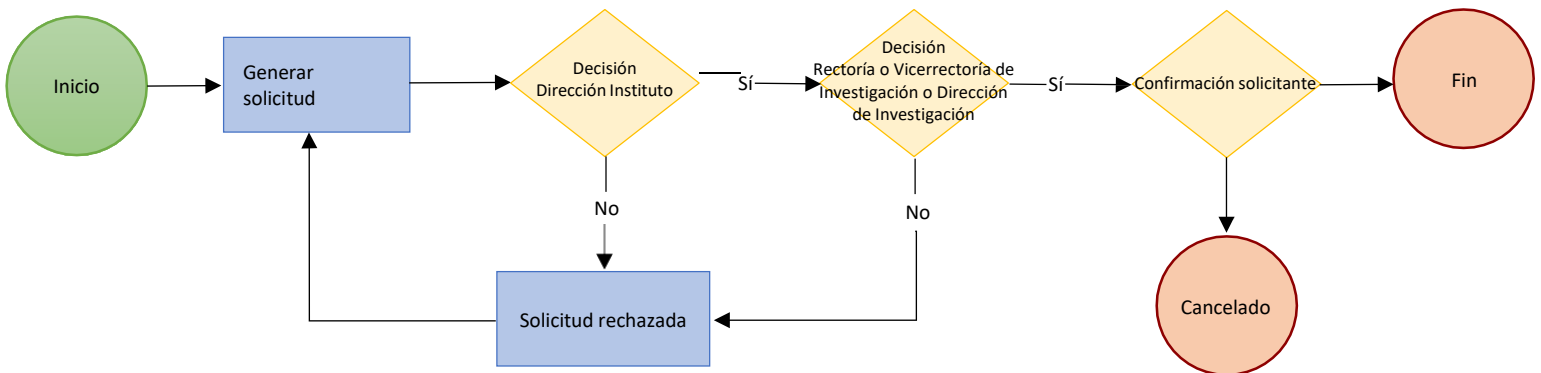 Inicio
Generar
solicitud
Decisión
Dirección Instituto
Sí
Decisión
Rectoría o Vicerrectoría de
Investigación o Dirección
de Investigación
Sí
Confirmación solicitante
Fin
No
No
Solicitud rechazada
Cancelado